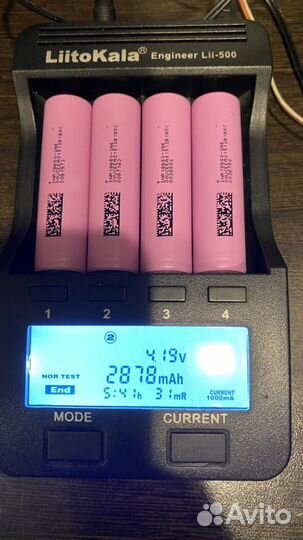 LiitoKala® Engineer Lii-500
1 2 3 4
2
4.19v
NOR TEST 2878mAh
End 5:41h 31mR CURRENT 1000mA
MODE CURRENT
Avito